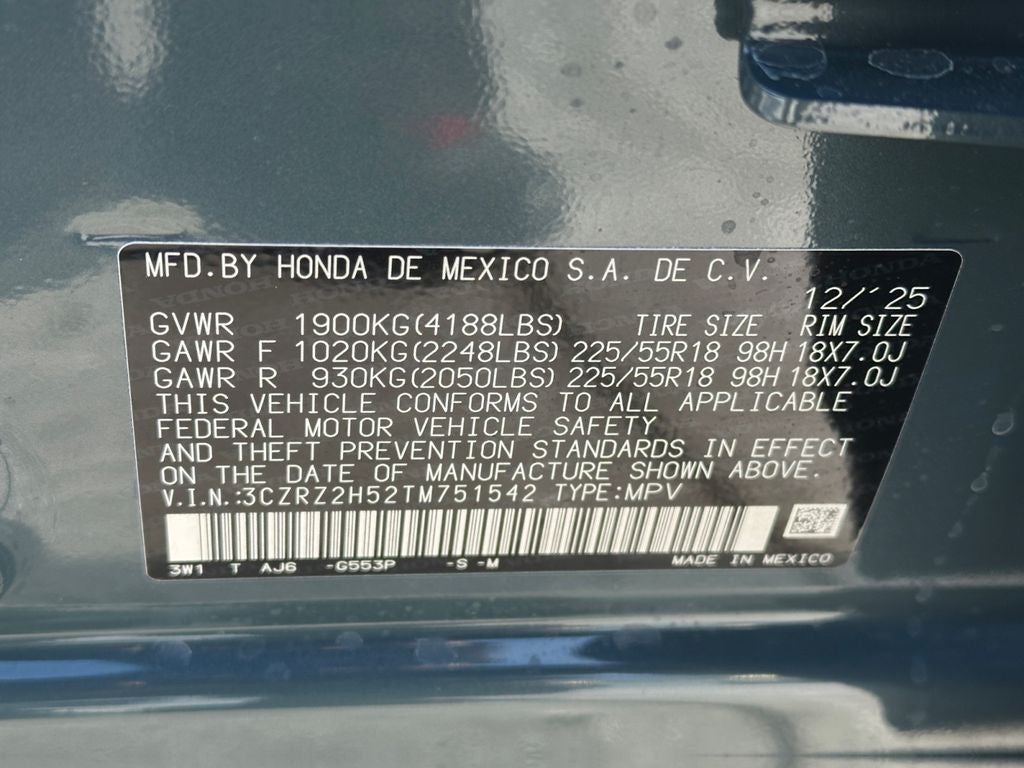 MFD.BY HONDA DE MEXICO S.A. DE C.V.
12/'25
GVWR 1900KG(4188LBS) TIRE SIZE RIM SIZE
GAWR F 1020KG(2248LBS) 225/55R18 98H 18X7.0J
GAWR R 930KG(2050LBS) 225/55R18 98H 18X7.0J
THIS VEHICLE CONFORMS TO ALL APPLICABLE
FEDERAL MOTOR VEHICLE SAFETY
AND THEFT PREVENTION STANDARDS IN EFFECT
ON THE DATE OF MANUFACTURE SHOWN ABOVE.
V.I.N.:3CZRZ2H52TM751542 TYPE:MPV
3W1 T AJ6 -G553P -S -M MADE IN MEXICO